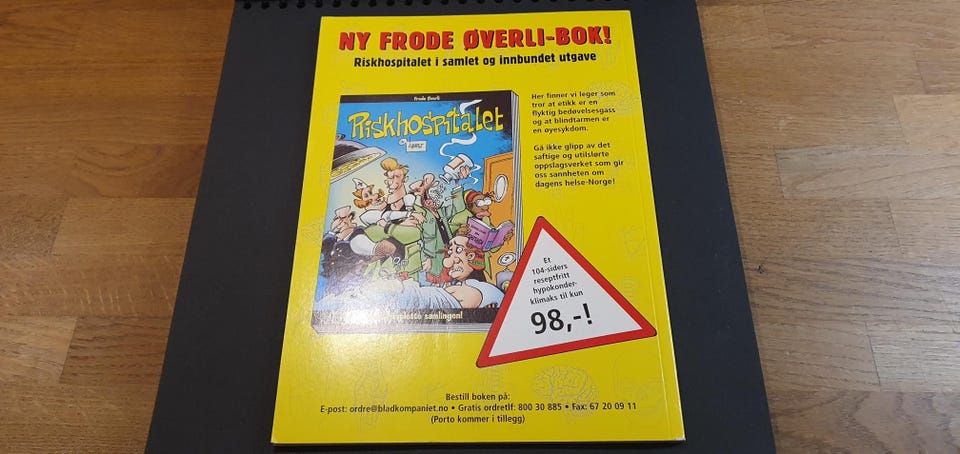 NY FRODE ØVERLI-BOK!
Riskhospitalet i samlet og innbundet utgave
Frode Øverli
Riskhospitalet
Her finner vi leger som
tror at etikk er en
flyktig bedøvelsesgass
og at blindtarmen er
en øyesykdom.
Gå ikke glipp av det
saftige og utilslørte
oppslagsverket som gir
oss sannheten om
dagens helse-Norge!
Et
104-siders
reseptfritt
hypokonder-
klimaks til kun
98,-!
samlingen!
Bestill boken på:
E-post: ordre@bladkompaniet.no • Gratis ordretlf: 800 30 885 • Fax: 67 20 09 11
(Porto kommer i tillegg)